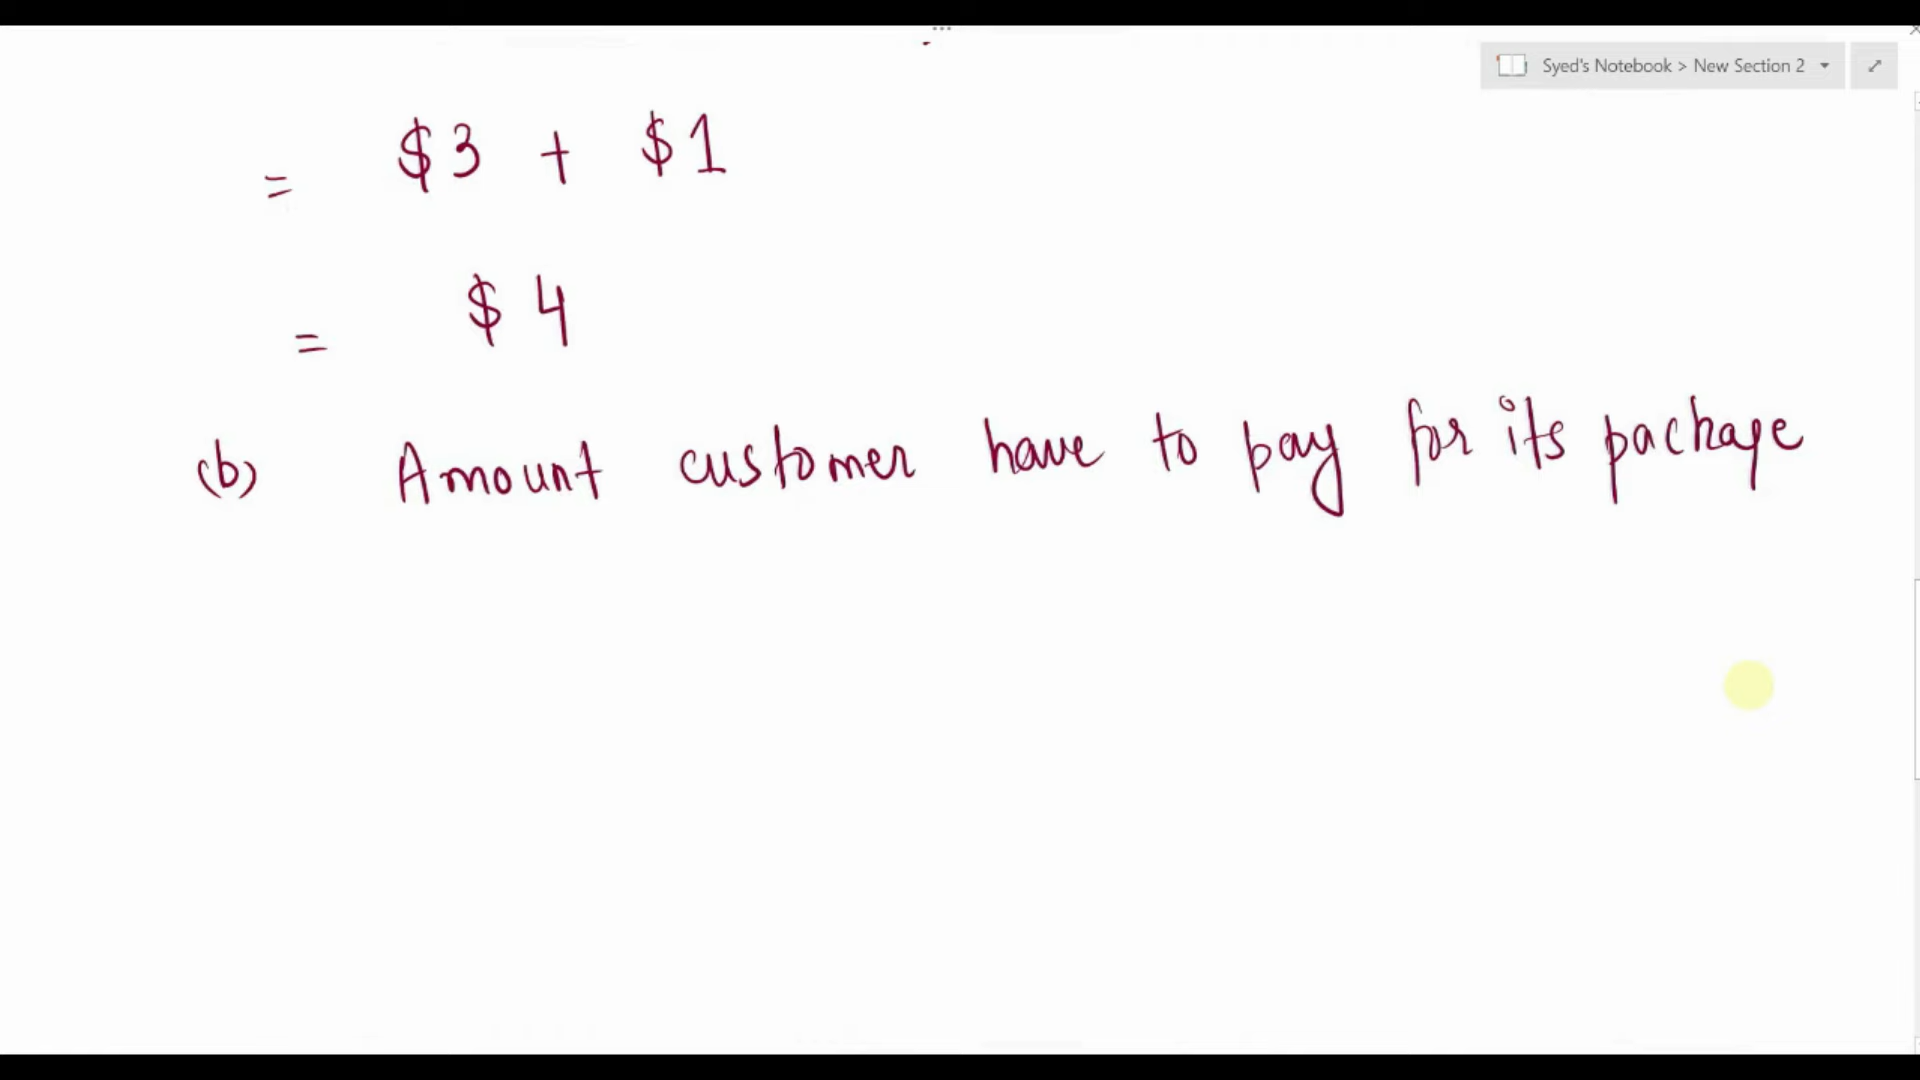 Syed's Notebook > New Section 2
= $3 + $1
= $ 4
(b) Amount customer have to pay for its package